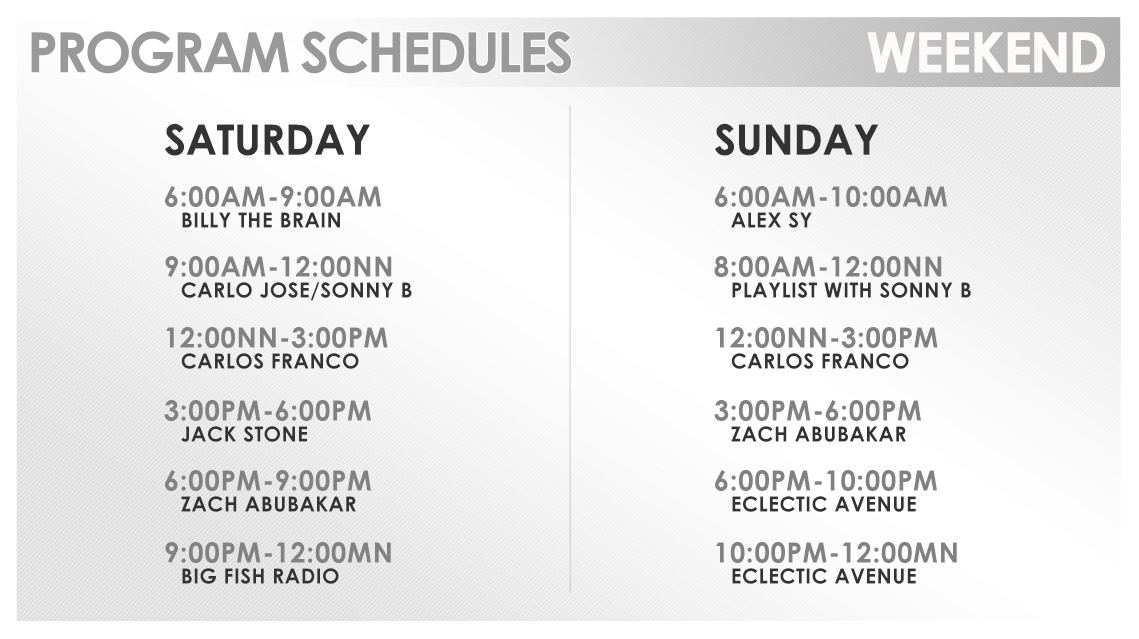 PROGRAM SCHEDULES
WEEKEND
SATURDAY
6:00AM-9:00AM
BILLY THE BRAIN
9:00AM-12:00NN
CARLO JOSE/SONNY B
12:00NN-3:00PM
CARLOS FRANCO
3:00PM-6:00PM
JACK STONE
6:00PM-9:00PM
ZACH ABUBAKAR
9:00PM-12:00MN
BIG FISH RADIO
SUNDAY
6:00AM-10:00AM
ALEX SY
8:00AM-12:00NN
PLAYLIST WITH SONNY B
12:00NN-3:00PM
CARLOS FRANCO
3:00PM-6:00PM
ZACH ABUBAKAR
6:00PM-10:00PM
ECLECTIC AVENUE
10:00PM-12:00MN
ECLECTIC AVENUE